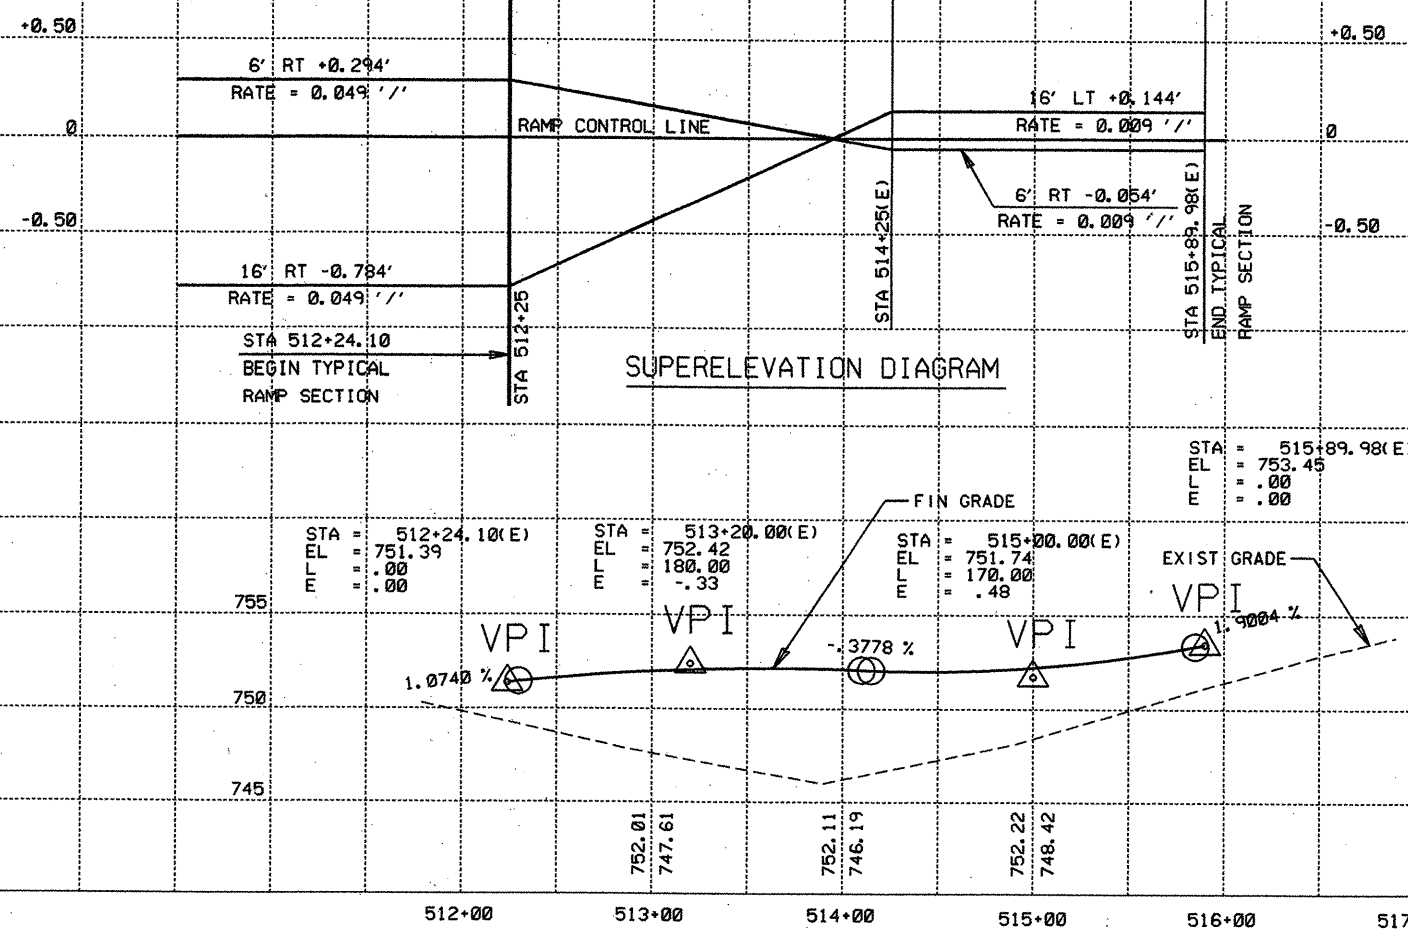 +0.50
+0.50
6' RT +0.294'
RATE = 0.049 '/'
16' LT +0.144'
RATE = 0.009 '/'
0
RAMP CONTROL LINE
0
6' RT -0.054'
RATE = 0.009 '/'
-0.50
-0.50
16' RT -0.784'
RATE = 0.049 '/'
STA 512+24.10
BEGIN TYPICAL
RAMP SECTION
STA 512+25
STA 514+25(E)
STA 515+89.98(E)
END TYPICAL
RAMP SECTION
SUPERELEVATION DIAGRAM
STA = 515+89.98(E)
EL = 753.45
L = .00
E = .00
FIN GRADE
STA = 512+24.10(E)
EL = 751.39
L = .00
E = .00
STA = 513+20.00(E)
EL = 752.42
L = 180.00
E = -.33
STA = 515+00.00(E)
EL = 751.74
L = 170.00
E = .48
EXIST GRADE
755
VPI
VPI
VPI
VPI
1.0740 %
-.3778 %
1.9004 %
750
745
752.01
747.61
752.11
746.19
752.22
748.42
512+00
513+00
514+00
515+00
516+00
517